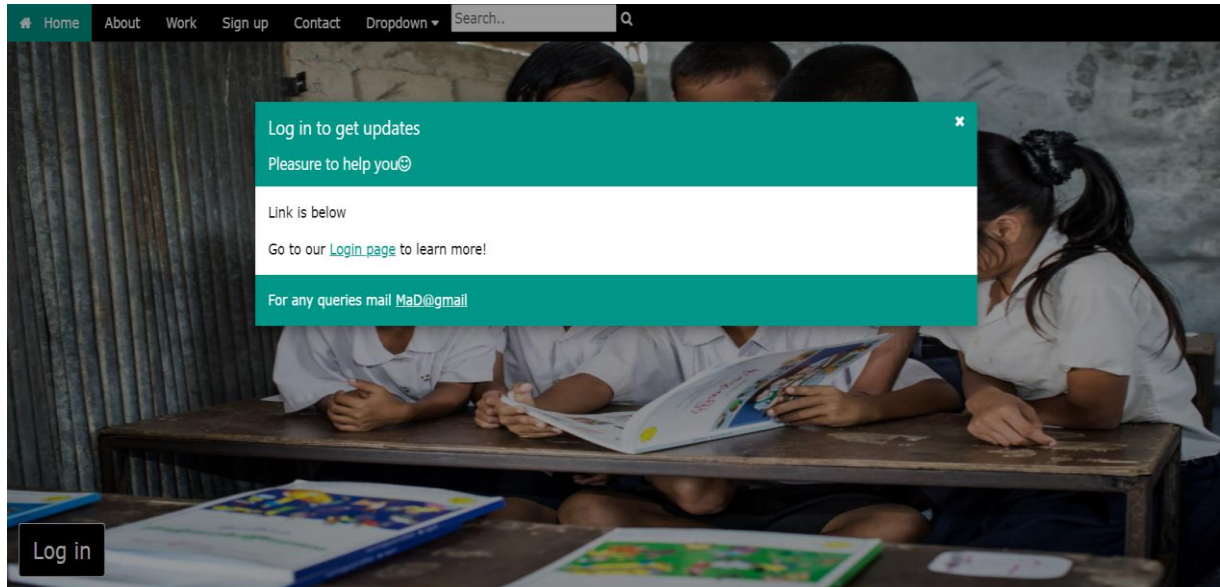 Home About Work Sign up Contact Dropdown Search..
Log in to get updates
Pleasure to help you☺
Link is below
Go to our Login page to learn more!
For any queries mail MaD@gmail
Log in